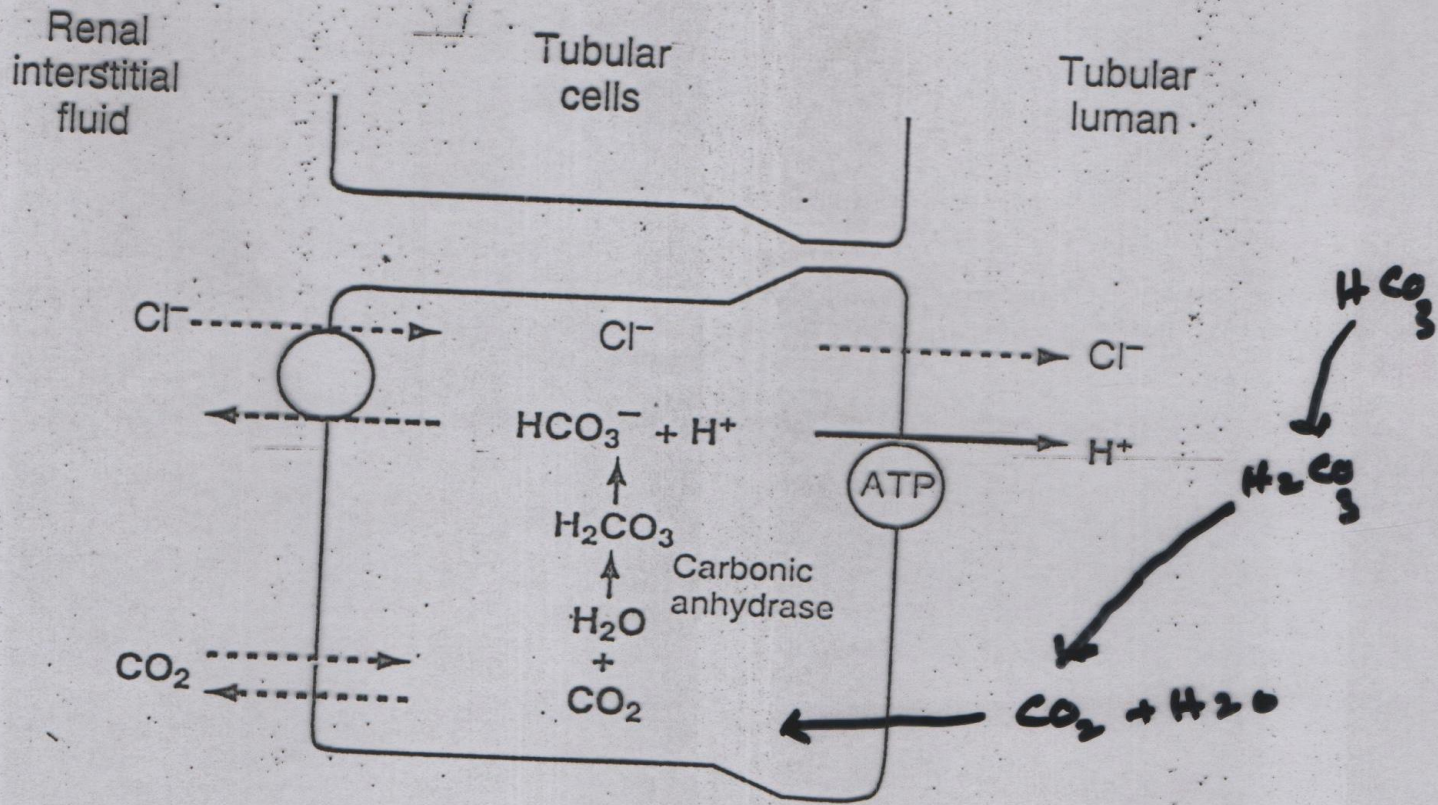 Renal
interstitial
fluid
Tubular
cells
Tubular
luman
Cl⁻
Cl⁻
Cl⁻
HCO₃
HCO₃⁻ + H⁺
H⁺
ATP
H₂CO₃
H₂CO₃
Carbonic
anhydrase
H₂O
+
CO₂
CO₂
CO₂ + H2O